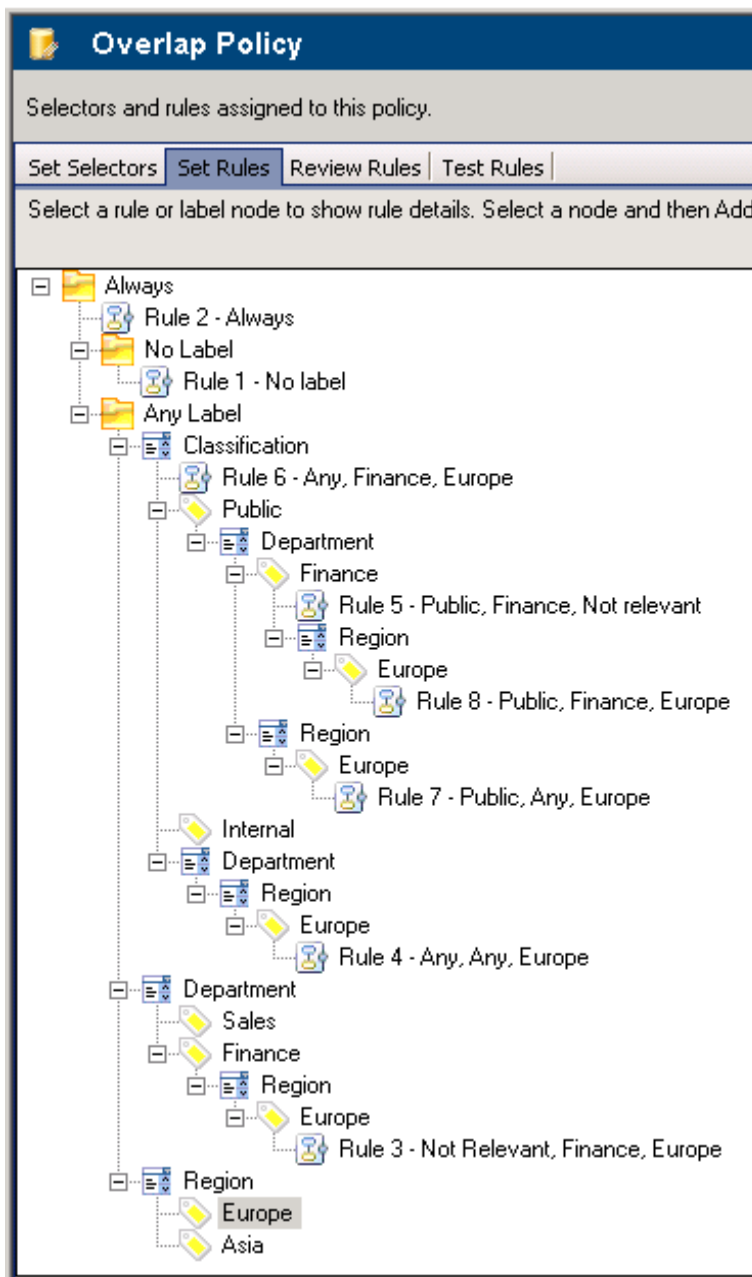 Overlap Policy
Selectors and rules assigned to this policy.
Set Selectors Set Rules Review Rules Test Rules
Select a rule or label node to show rule details. Select a node and then Add
Always
Rule 2 - Always
No Label
Rule 1 - No label
Any Label
Classification
Rule 6 - Any, Finance, Europe
Public
Department
Finance
Rule 5 - Public, Finance, Not relevant
Region
Europe
Rule 8 - Public, Finance, Europe
Region
Europe
Rule 7 - Public, Any, Europe
Internal
Department
Region
Europe
Rule 4 - Any, Any, Europe
Department
Sales
Finance
Region
Europe
Rule 3 - Not Relevant, Finance, Europe
Region
Europe
Asia